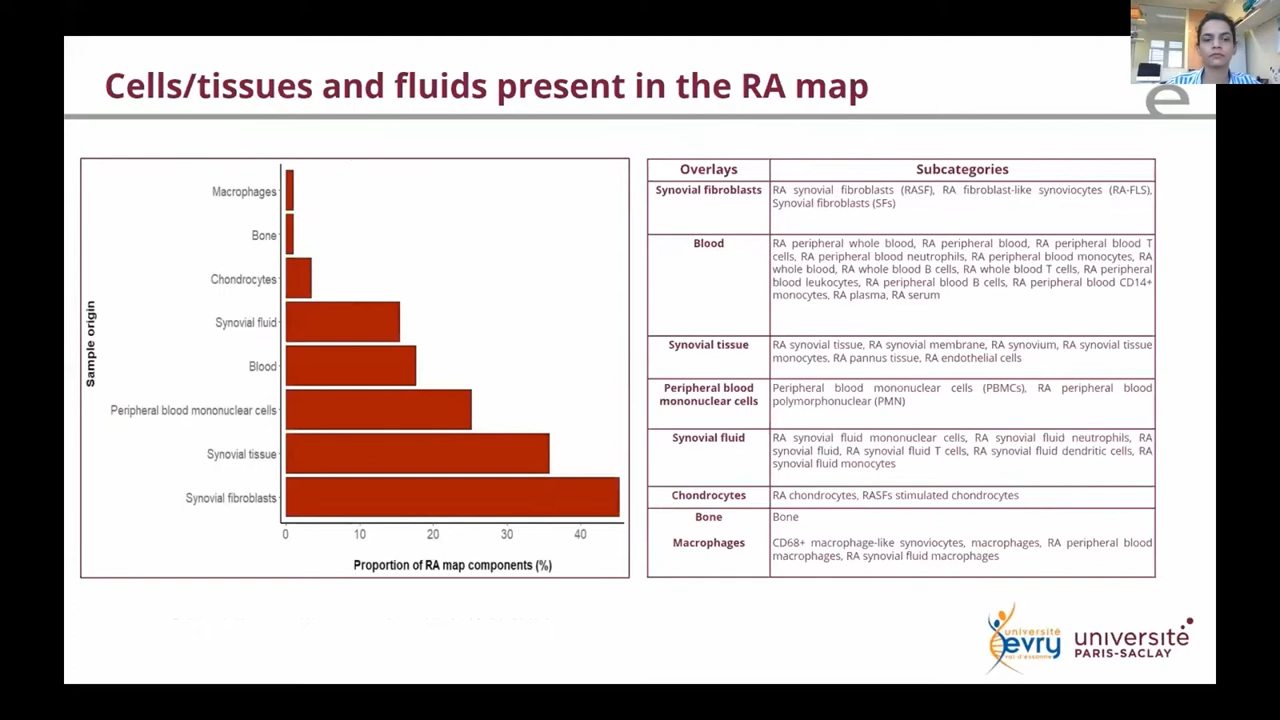 Cells/tissues and fluids present in the RA map
e
Sample origin
Macrophages
Bone
Chondrocytes
Synovial fluid
Blood
Peripheral blood mononuclear cells
Synovial tissue
Synovial fibroblasts
0 10 20 30 40
Proportion of RA map components (%)
Overlays Subcategories
Synovial fibroblasts RA synovial fibroblasts (RASF), RA fibroblast-like synoviocytes (RA-FLS),
Synovial fibroblasts (SFs)
Blood RA peripheral whole blood, RA peripheral blood, RA peripheral blood T
cells, RA peripheral blood neutrophils, RA peripheral blood monocytes, RA
whole blood, RA whole blood B cells, RA whole blood T cells, RA peripheral
blood leukocytes, RA peripheral blood B cells, RA peripheral blood CD14+
monocytes, RA plasma, RA serum
Synovial tissue RA synovial tissue, RA synovial membrane, RA synovium, RA synovial tissue
monocytes, RA pannus tissue, RA endothelial cells
Peripheral blood Peripheral blood mononuclear cells (PBMCs), RA peripheral blood
mononuclear cells polymorphonuclear (PMN)
Synovial fluid RA synovial fluid mononuclear cells, RA synovial fluid neutrophils, RA
synovial fluid, RA synovial fluid T cells, RA synovial fluid dendritic cells, RA
synovial fluid monocytes
Chondrocytes RA chondrocytes, RASFs stimulated chondrocytes
Bone Bone
Macrophages CD68+ macrophage-like synoviocytes, macrophages, RA peripheral blood
macrophages, RA synovial fluid macrophages
université
evry
val d'essonne
université
PARIS-SACLAY